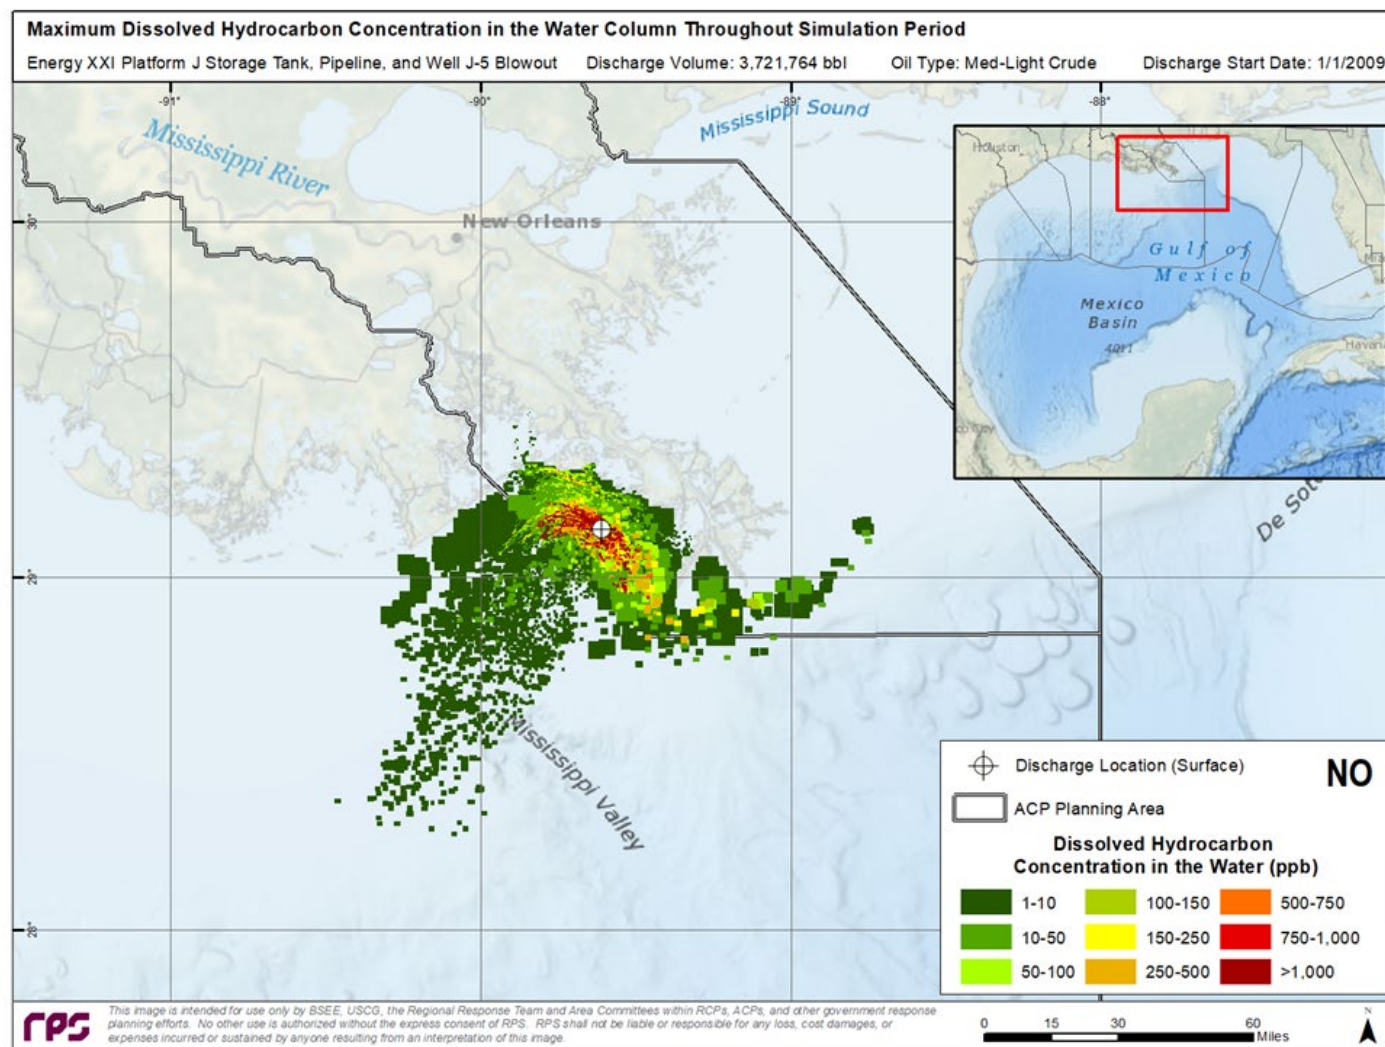 Maximum Dissolved Hydrocarbon Concentration in the Water Column Throughout Simulation Period
Energy XXI Platform J Storage Tank, Pipeline, and Well J-5 Blowout Discharge Volume: 3,721,764 bbl Oil Type: Med-Light Crude Discharge Start Date: 1/1/2009
-91° -90° -89° -88°
Mississippi Sound
Mississippi River
Houston
New Orleans
30°
Gulf of
Mexico
Mexico
Basin
4011
Havana
De Soto
29°
Mississippi Valley
28°
Discharge Location (Surface)
NO
ACP Planning Area
Dissolved Hydrocarbon
Concentration in the Water (ppb)
1-10 100-150 500-750
10-50 150-250 750-1,000
50-100 250-500 >1,000
rps
This image is intended for use only by BSEE, USCG, the Regional Response Team and Area Committees within RCPs, ACPs, and other government response
planning efforts. No other use is authorized without the express consent of RPS. RPS shall not be liable or responsible for any loss, cost damages, or
expenses incurred or sustained by anyone resulting from an interpretation of this image.
0 15 30 60
Miles
N